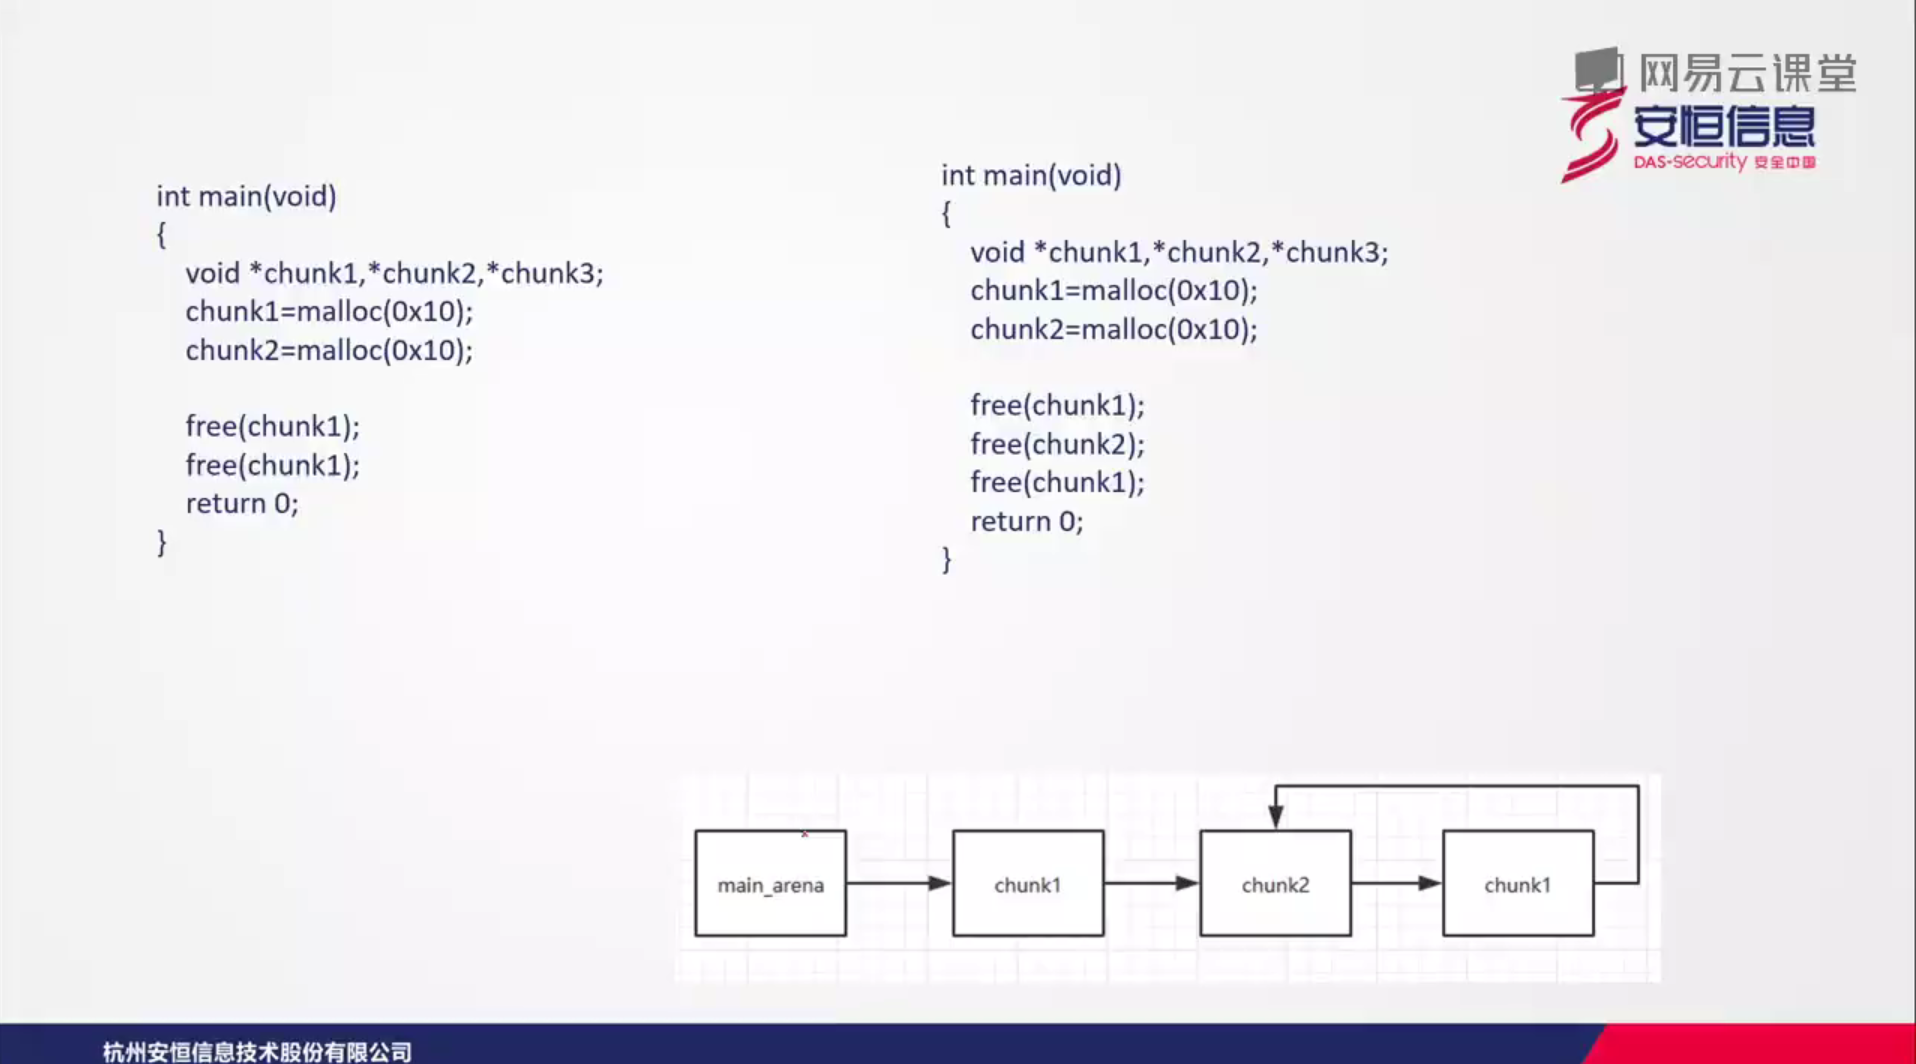 网易云课堂
安恒信息
DAS-security 安全中国
int main(void)
{
void *chunk1,*chunk2,*chunk3;
chunk1=malloc(0x10);
chunk2=malloc(0x10);
free(chunk1);
free(chunk1);
return 0;
}
int main(void)
{
void *chunk1,*chunk2,*chunk3;
chunk1=malloc(0x10);
chunk2=malloc(0x10);
free(chunk1);
free(chunk2);
free(chunk1);
return 0;
}
main_arena
chunk1
chunk2
chunk1
杭州安恒信息技术股份有限公司